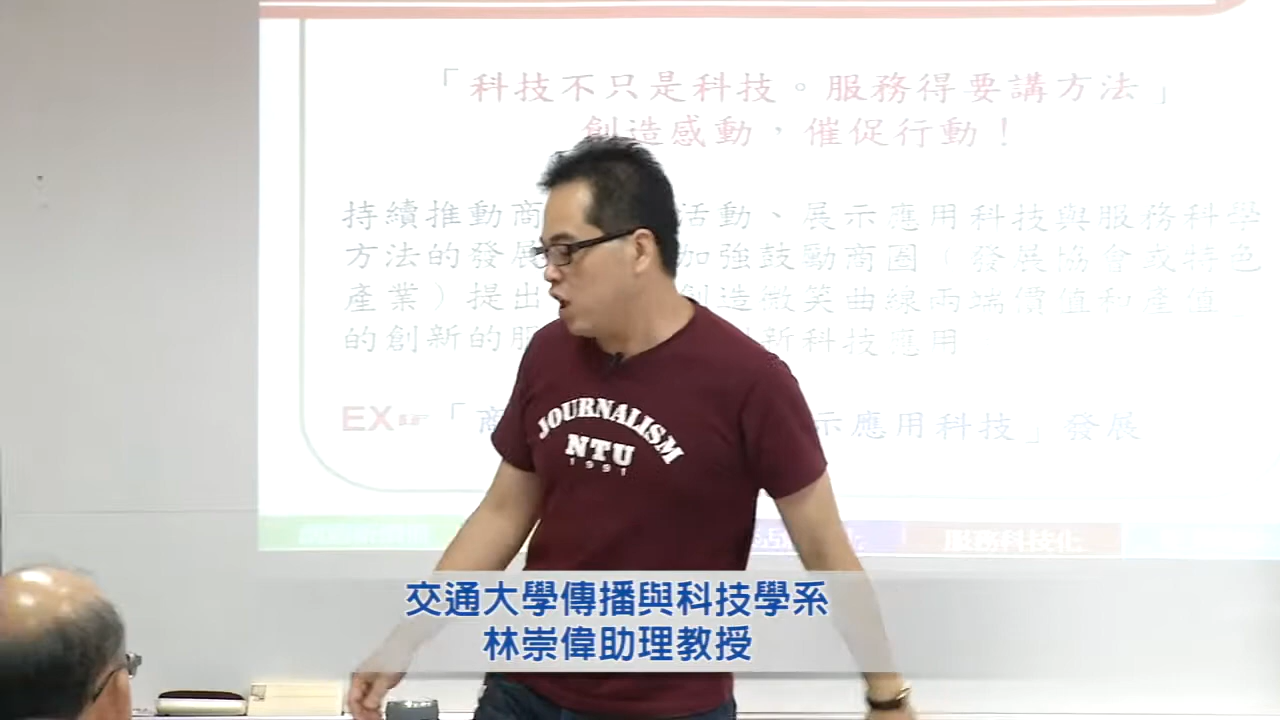 「科技不只是科技。服務得要講方法」
創造感動，催促行動！
持續推動商 活動、展示應用科技與服務科學
方法的發展 加強鼓勵商圈（發展協會或特色
產業）提出 創造微笑曲線兩端價值和產值
的創新的服 新科技應用
EX☞「商 示應用科技」發展
服務科技化
JOURNALISM
NTU
1991
交通大學傳播與科技學系
林崇偉助理教授